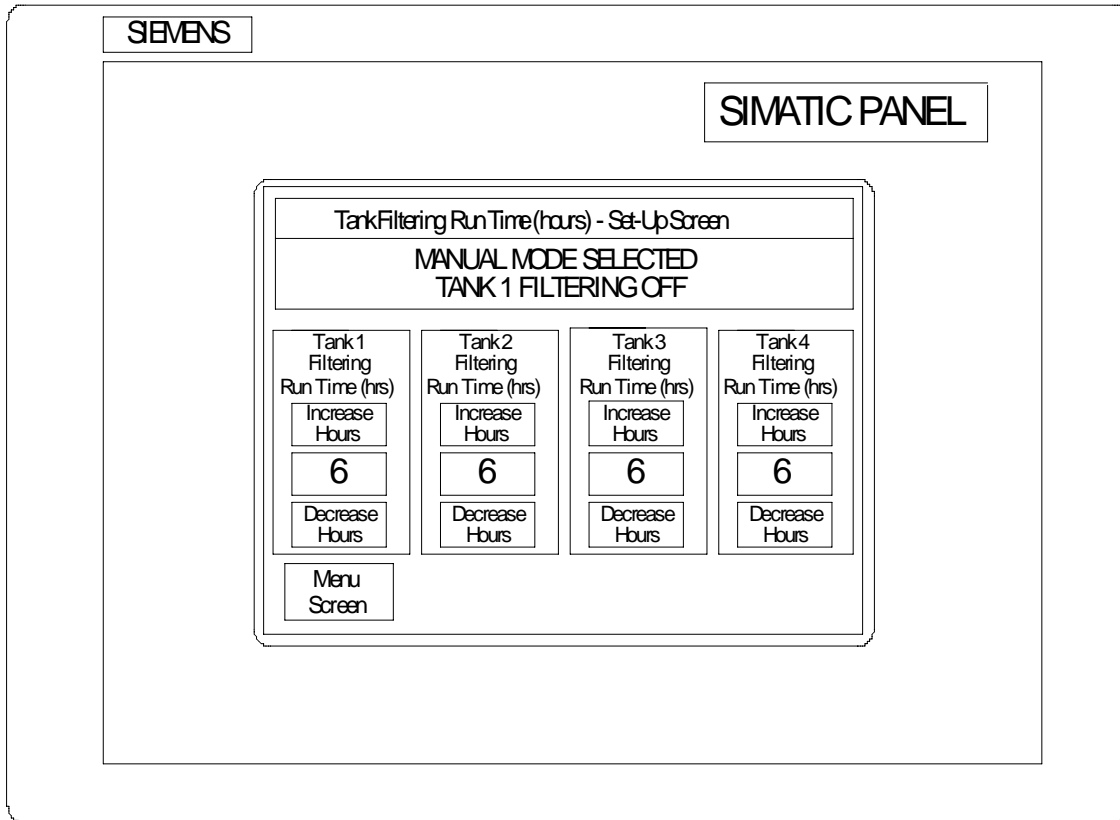 SIEMENS
SIMATIC PANEL
Tank Filtering Run Time (hours) - Set-Up Screen
MANUAL MODE SELECTED
TANK 1 FILTERING OFF
Tank 1
Filtering
Run Time (hrs)
Increase
Hours
6
Decrease
Hours
Tank 2
Filtering
Run Time (hrs)
Increase
Hours
6
Decrease
Hours
Tank 3
Filtering
Run Time (hrs)
Increase
Hours
6
Decrease
Hours
Tank 4
Filtering
Run Time (hrs)
Increase
Hours
6
Decrease
Hours
Menu
Screen